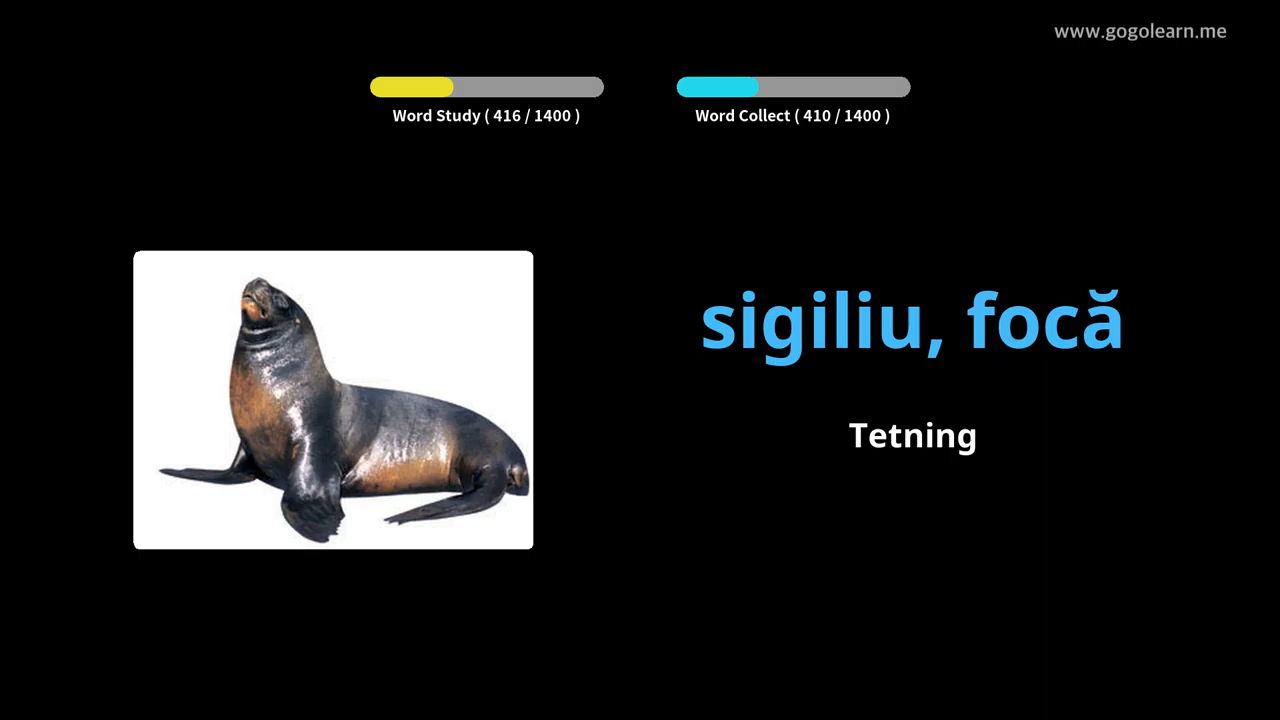 www.gogolearn.me
Word Study ( 416 / 1400 )
Word Collect ( 410 / 1400 )
sigiliu, focă
Tetning